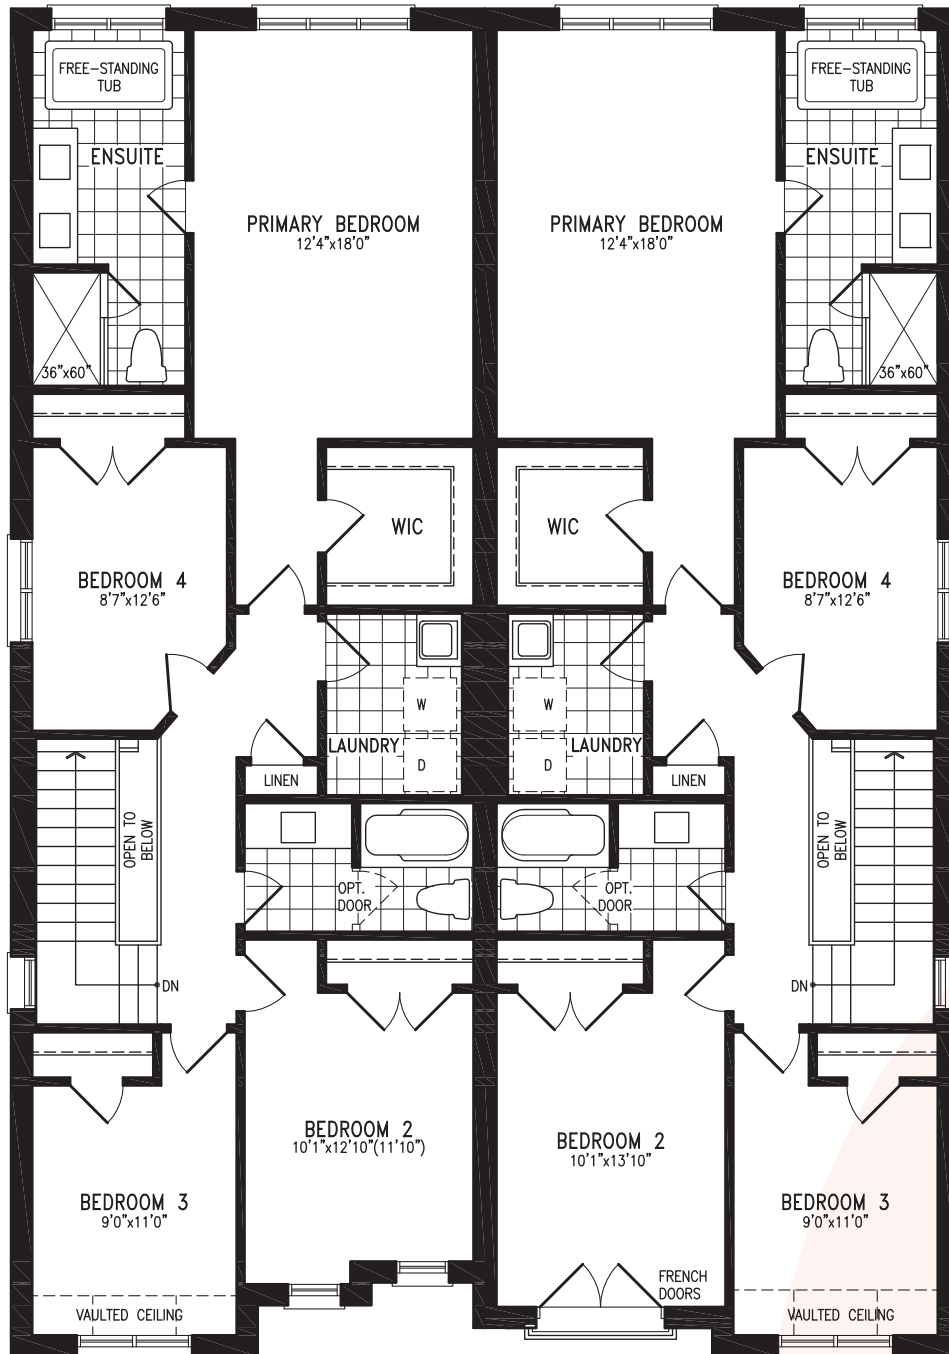 FREE-STANDING
TUB
FREE-STANDING
TUB
ENSUITE
ENSUITE
PRIMARY BEDROOM
12'4"x18'0"
PRIMARY BEDROOM
12'4"x18'0"
36"x60"
36"x60"
WIC
WIC
BEDROOM 4
8'7"x12'6"
BEDROOM 4
8'7"x12'6"
W
W
LAUNDRY
LAUNDRY
D
D
LINEN
LINEN
OPEN TO
BELOW
OPEN TO
BELOW
OPT.
DOOR
OPT.
DOOR
DN
DN
BEDROOM 2
10'1"x12'10"(11'10")
BEDROOM 2
10'1"x13'10"
BEDROOM 3
9'0"x11'0"
BEDROOM 3
9'0"x11'0"
FRENCH
DOORS
VAULTED CEILING
VAULTED CEILING